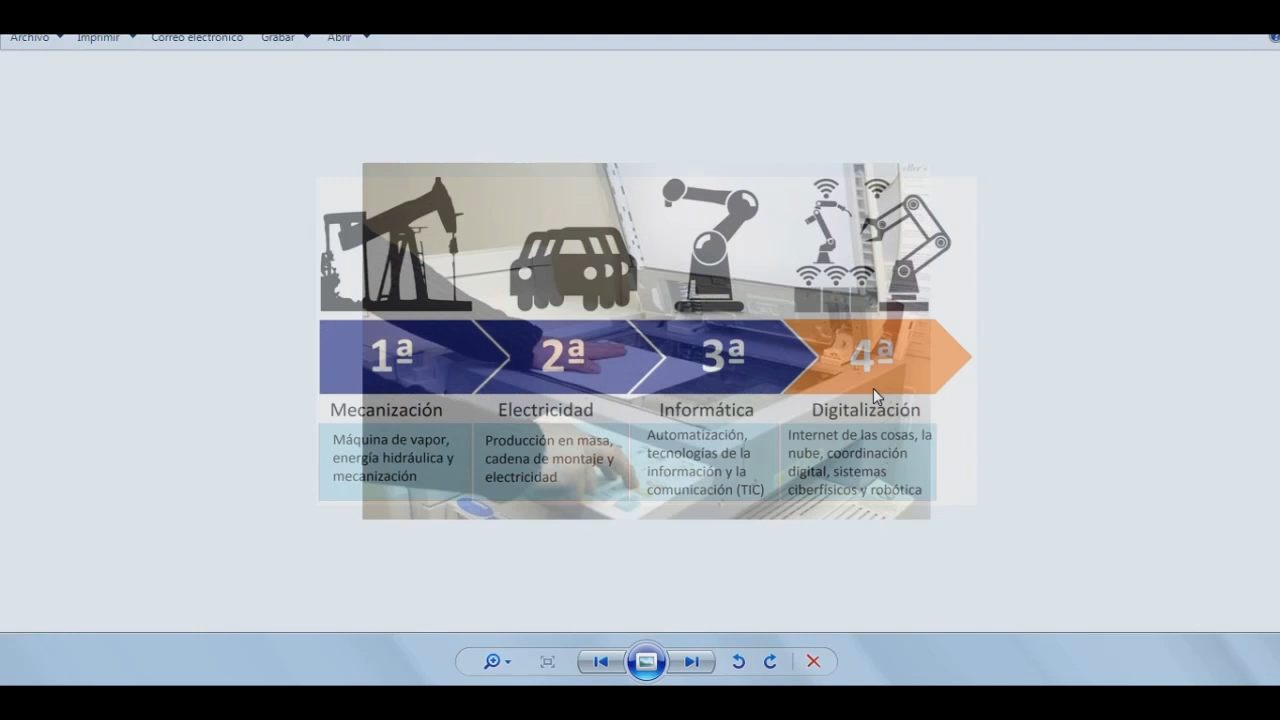 Archivo Imprimir Correo electrónico Grabar Abrir
1ª 2ª 3ª 4ª
Mecanización
Máquina de vapor,
energía hidráulica y
mecanización
Electricidad
Producción en masa,
cadena de montaje y
electricidad
Informática
Automatización,
tecnologías de la
información y la
comunicación (TIC)
Digitalización
Internet de las cosas, la
nube, coordinación
digital, sistemas
ciberfísicos y robótica